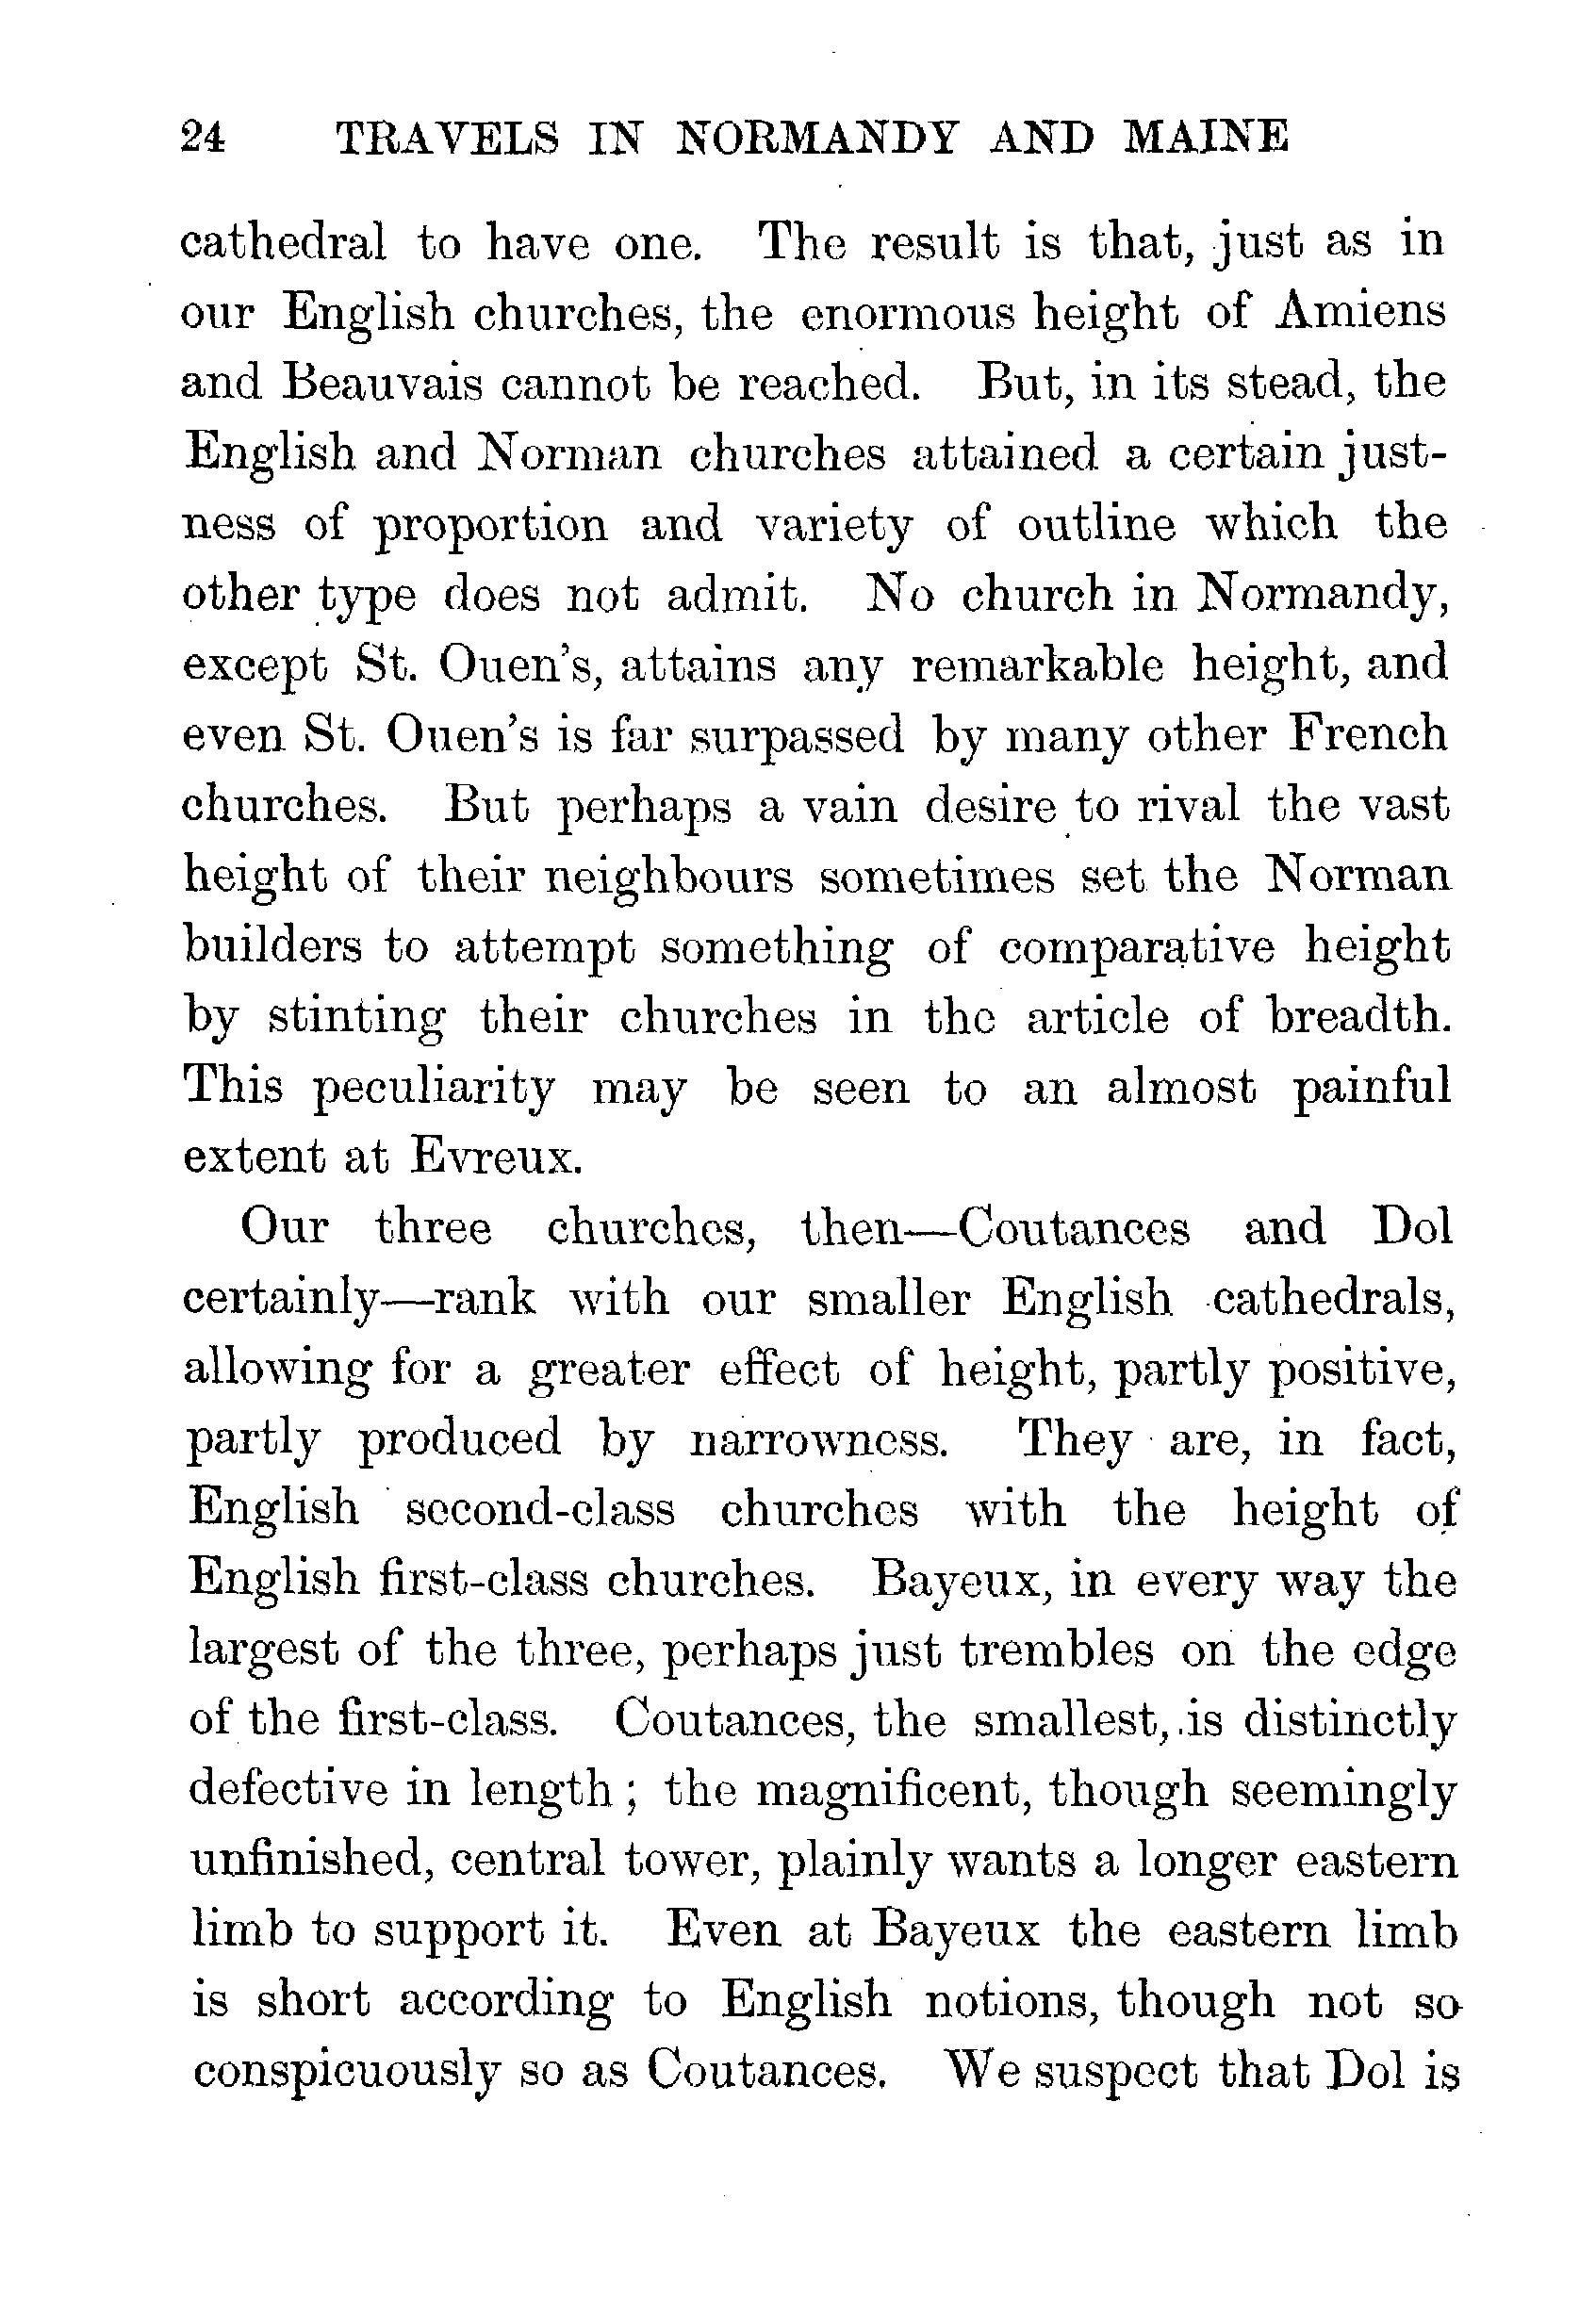 24 TRAVELS IN NORMANDY AND MAINE
cathedral to have one. The result is that, just as in
our English churches, the enormous height of Amiens
and Beauvais cannot be reached. But, in its stead, the
English and Norman churches attained a certain just-
ness of proportion and variety of outline which the
other type does not admit. No church in Normandy,
except St. Ouen's, attains any remarkable height, and
even St. Ouen's is far surpassed by many other French
churches. But perhaps a vain desire to rival the vast
height of their neighbours sometimes set the Norman
builders to attempt something of comparative height
by stinting their churches in the article of breadth.
This peculiarity may be seen to an almost painful
extent at Evreux.
Our three churches, then—Coutances and Dol
certainly—rank with our smaller English cathedrals,
allowing for a greater effect of height, partly positive,
partly produced by narrowness. They are, in fact,
English second-class churches with the height of
English first-class churches. Bayeux, in every way the
largest of the three, perhaps just trembles on the edge
of the first-class. Coutances, the smallest, is distinctly
defective in length ; the magnificent, though seemingly
unfinished, central tower, plainly wants a longer eastern
limb to support it. Even at Bayeux the eastern limb
is short according to English notions, though not so
conspicuously so as Coutances. We suspect that Dol is